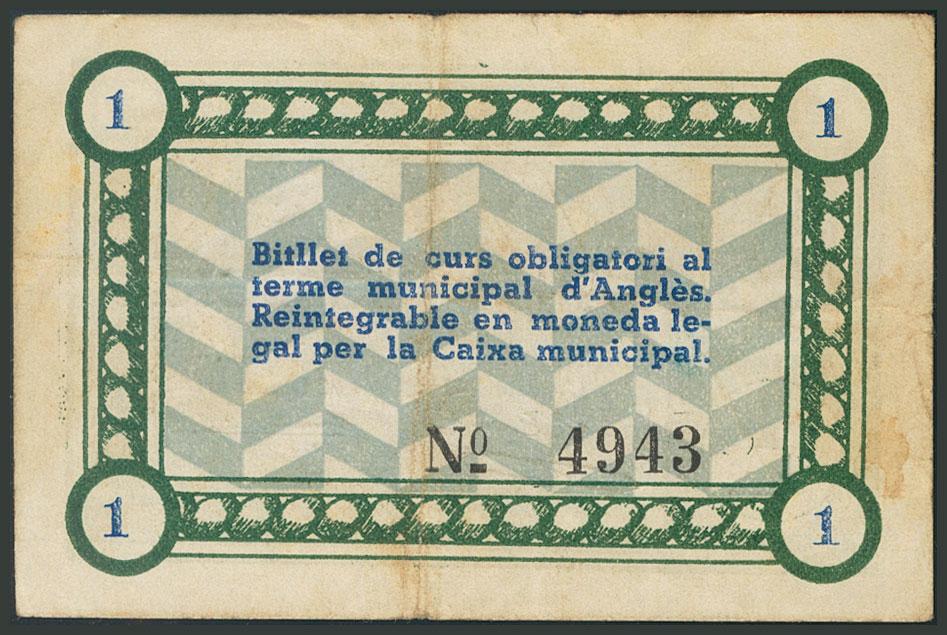 1 1
Bitllet de curs obligatori al
terme municipal d'Anglès.
Reintegrable en moneda le-
gal per la Caixa municipal.
Nº 4943
1 1